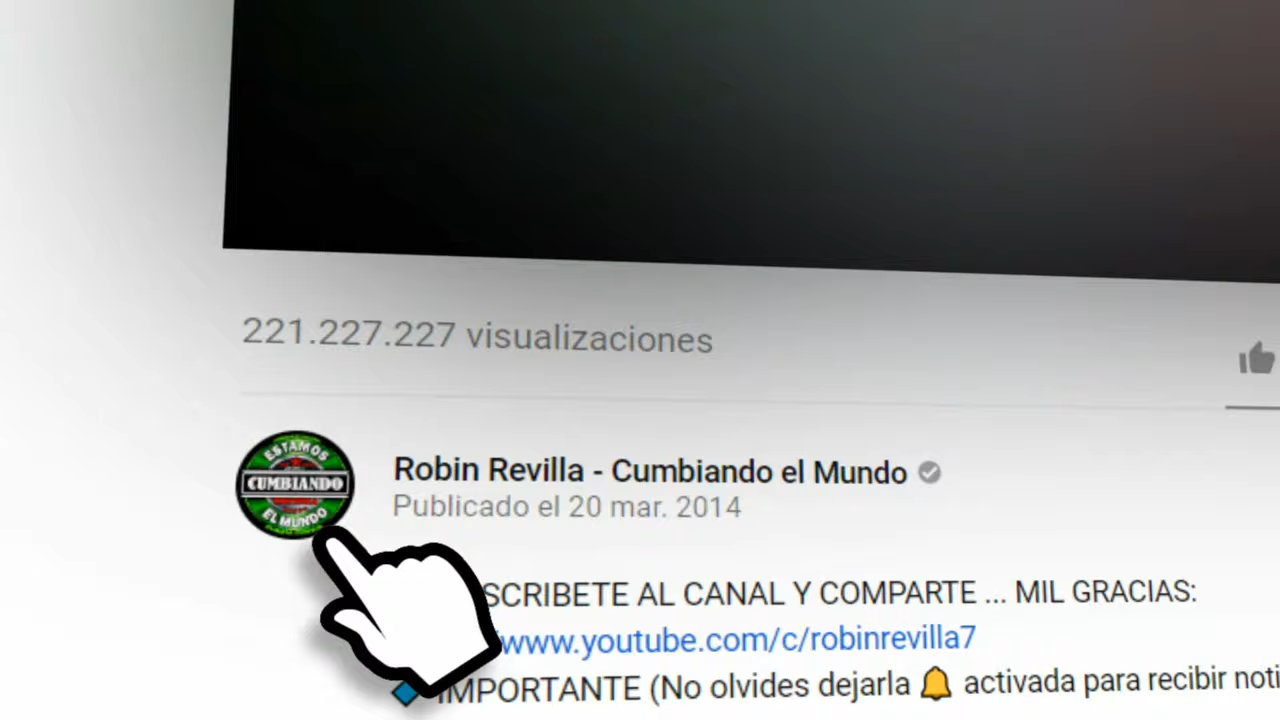 221.227.227 visualizaciones
ESTAMOS
CUMBIANDO
EL MUNDO
Robin Revilla - Cumbiando el Mundo
Publicado el 20 mar. 2014
SCRIBETE AL CANAL Y COMPARTE ... MIL GRACIAS:
/www.youtube.com/c/robinrevilla7
IMPORTANTE (No olvides dejarla 🔔 activada para recibir noti